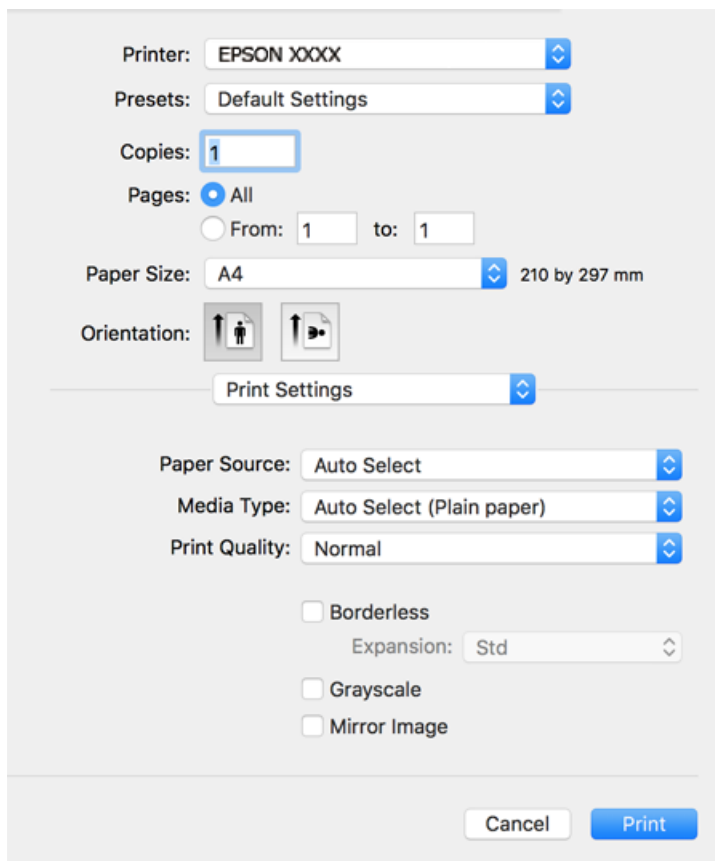 Printer: EPSON XXXX
Presets: Default Settings
Copies: 1
Pages: All
From: 1 to: 1
Paper Size: A4 210 by 297 mm
Orientation:
Print Settings
Paper Source: Auto Select
Media Type: Auto Select (Plain paper)
Print Quality: Normal
Borderless
Expansion: Std
Grayscale
Mirror Image
Cancel Print